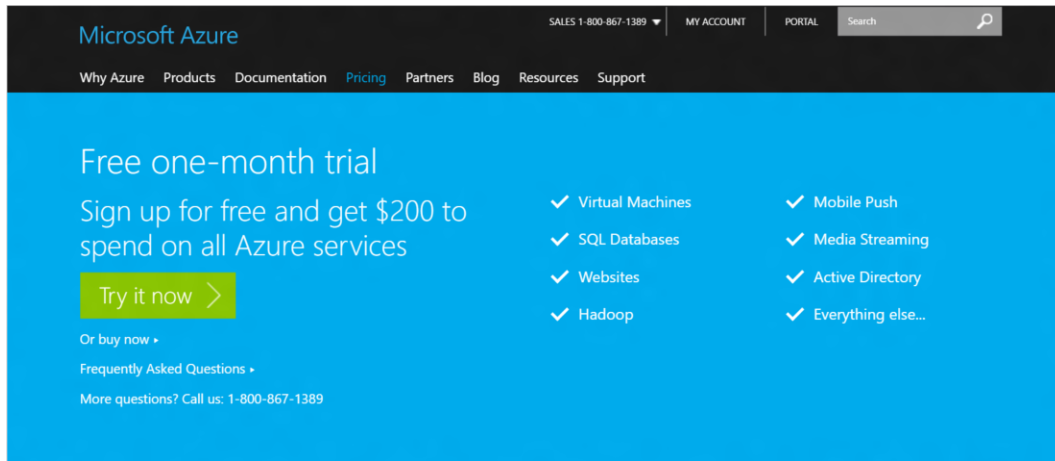 Microsoft Azure
SALES 1-800-867-1389
MY ACCOUNT
PORTAL
Search
Why Azure Products Documentation Pricing Partners Blog Resources Support
Free one-month trial
Sign up for free and get $200 to
spend on all Azure services
Try it now
Or buy now
Frequently Asked Questions
More questions? Call us: 1-800-867-1389
Virtual Machines
SQL Databases
Websites
Hadoop
Mobile Push
Media Streaming
Active Directory
Everything else...